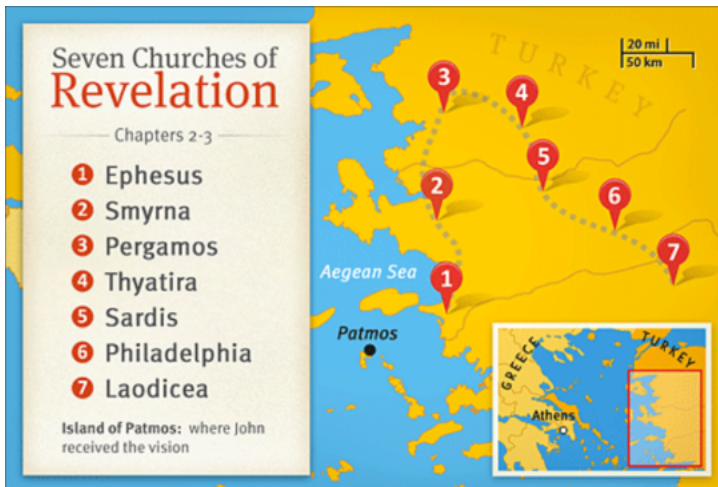 Seven Churches of
Revelation
Chapters 2-3
1 Ephesus
2 Smyrna
3 Pergamos
4 Thyatira
5 Sardis
6 Philadelphia
7 Laodicea
Island of Patmos: where John
received the vision
TURKEY
20 mi
50 km
3
4
5
2
6
7
1
Aegean Sea
Patmos
GREECE
TURKEY
Athens